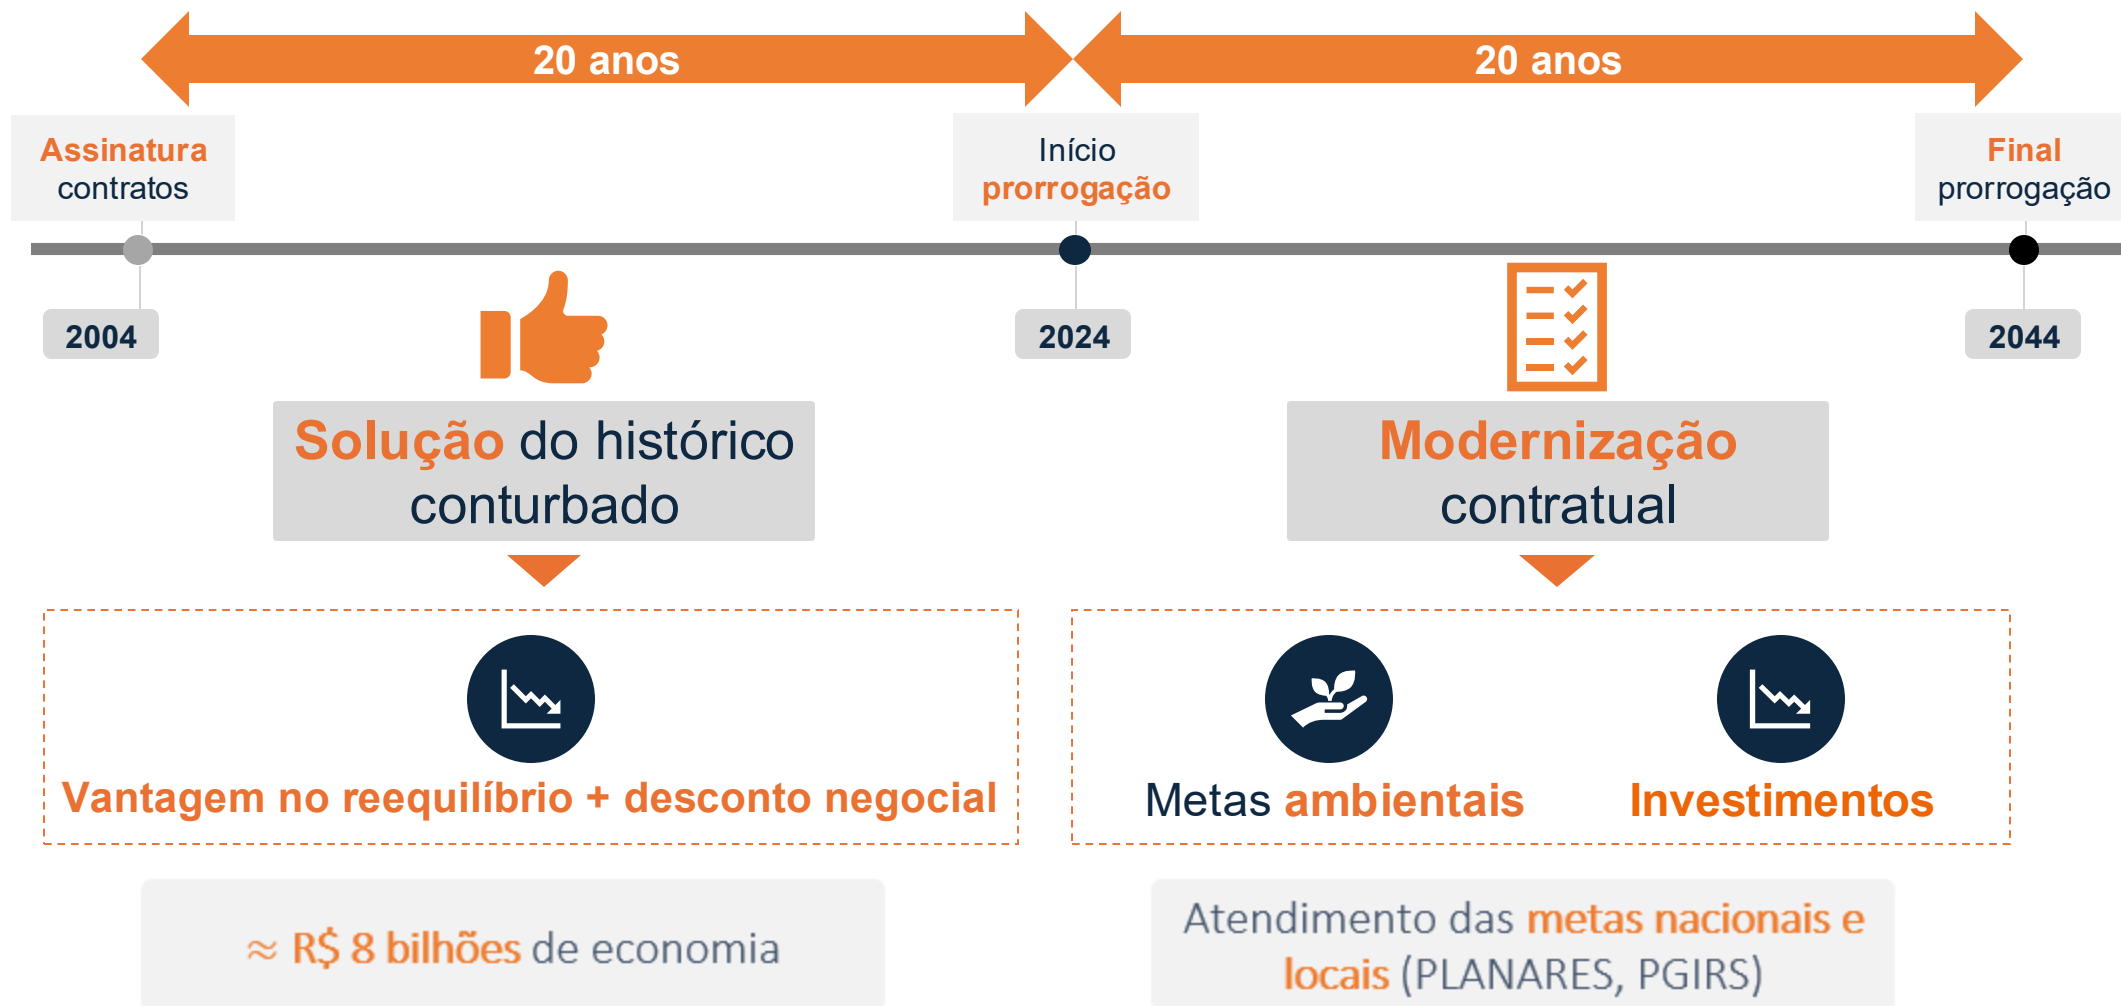 20 anos
20 anos
Assinatura
contratos
Início
prorrogação
Final
prorrogação
2004
2024
2044
Solução do histórico
conturbado
Modernização
contratual
Vantagem no reequilíbrio + desconto negocial
Metas ambientais
Investimentos
≈ R$ 8 bilhões de economia
Atendimento das metas nacionais e
locais (PLANARES, PGIRS)